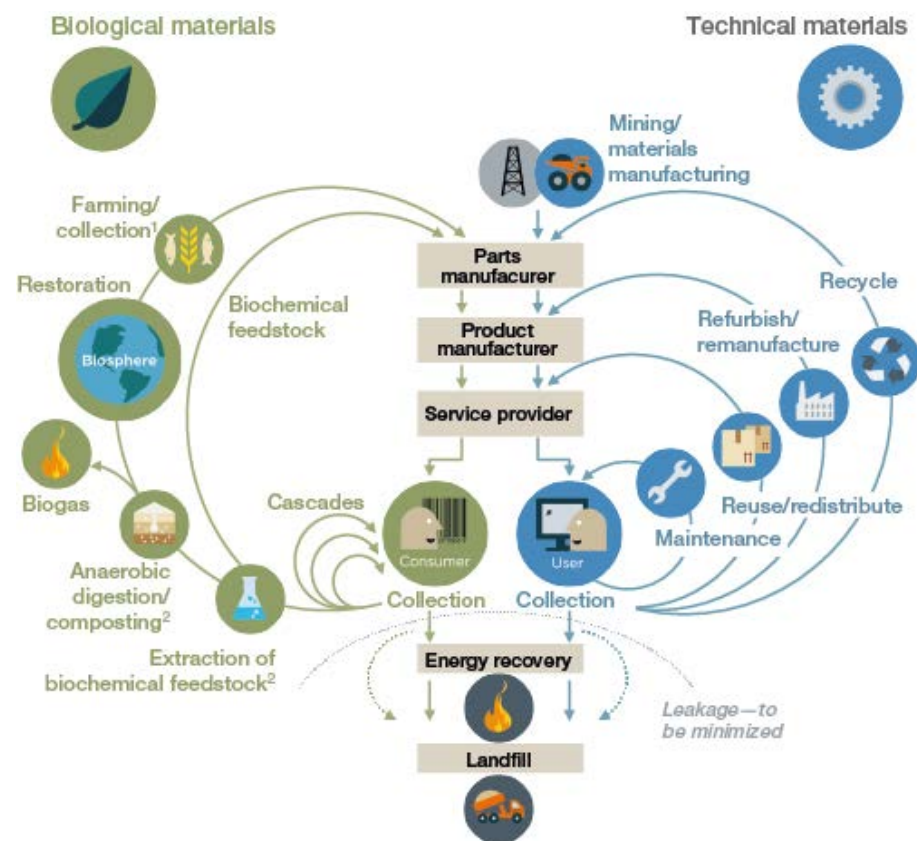 Biological materials
Technical materials
Mining/
materials
manufacturing
Farming/
collection¹
Restoration
Biosphere
Biochemical
feedstock
Parts
manufacurer
Product
manufacturer
Service provider
Recycle
Refurbish/
remanufacture
Reuse/redistribute
Maintenance
Biogas
Cascades
Consumer
User
Anaerobic
digestion/
composting²
Collection
Collection
Extraction of
biochemical feedstock²
Energy recovery
Leakage—to
be minimized
Landfill